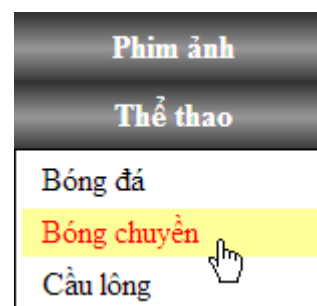 Phim ảnh
Thể thao
Bóng đá
Bóng chuyền
Cầu lông